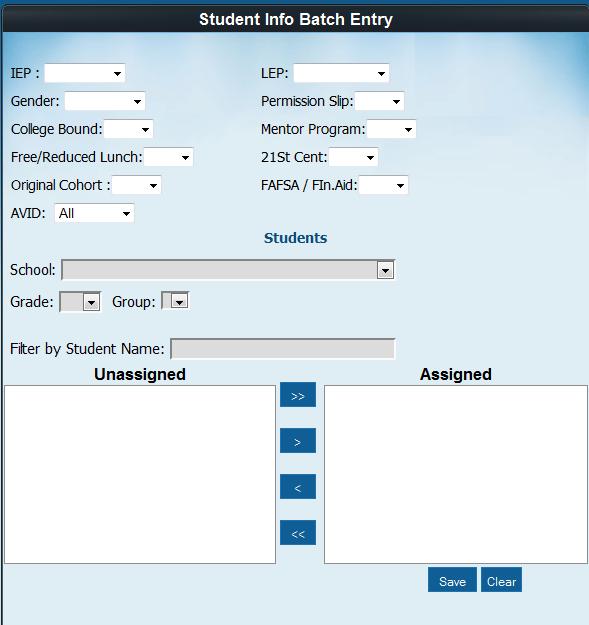 Student Info Batch Entry
IEP : LEP:
Gender: Permission Slip:
College Bound: Mentor Program:
Free/Reduced Lunch: 21St Cent:
Original Cohort : FAFSA / FIn.Aid:
AVID: All
Students
School:
Grade: Group:
Filter by Student Name:
Unassigned Assigned
>>
>
<
<<
Save Clear